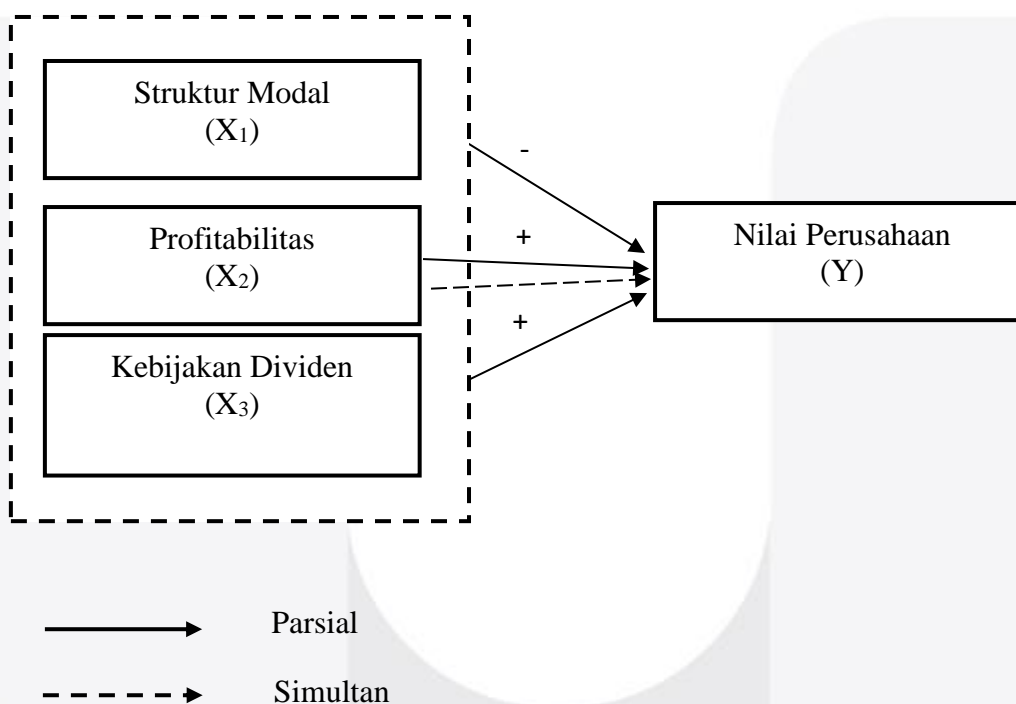 Struktur Modal
(X₁)
-
Profitabilitas
(X₂)
+
Nilai Perusahaan
(Y)
+
Kebijakan Dividen
(X₃)
Parsial
Simultan